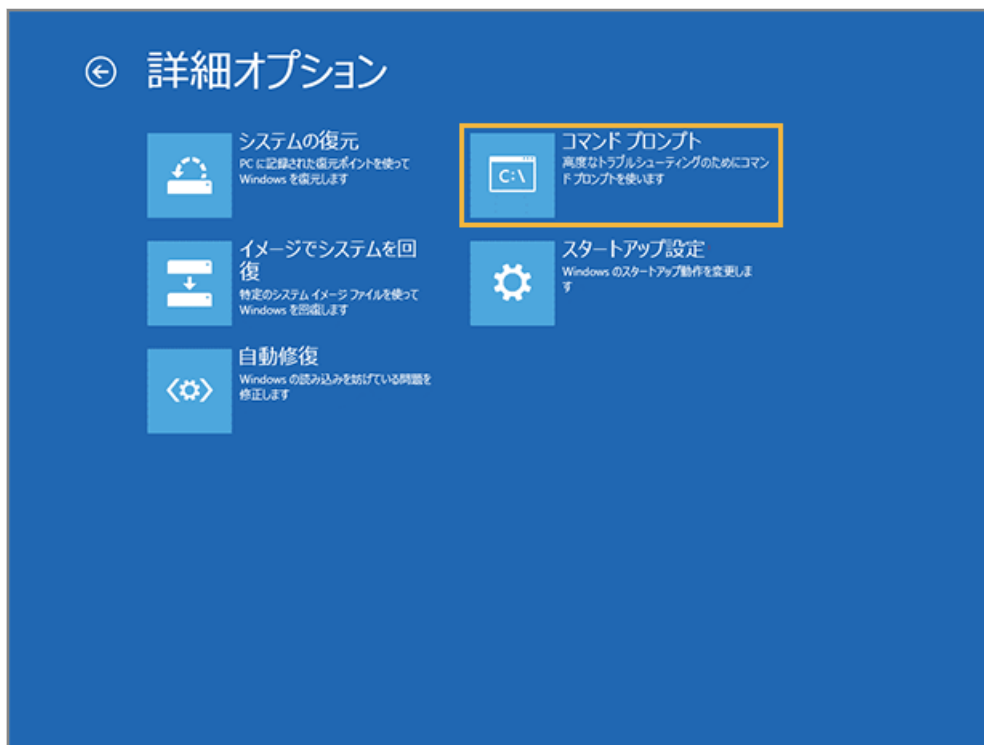 詳細オプション
システムの復元
PC に記録された復元ポイントを使って
Windows を復元します
コマンド プロンプト
高度なトラブルシューティングのためにコマン
ド プロンプトを使います
C:\
イメージでシステムを回
復
特定のシステム イメージ ファイルを使って
Windows を回復します
スタートアップ設定
Windows のスタートアップ動作を変更しま
す
自動修復
Windows の読み込みを妨げている問題を
修正します